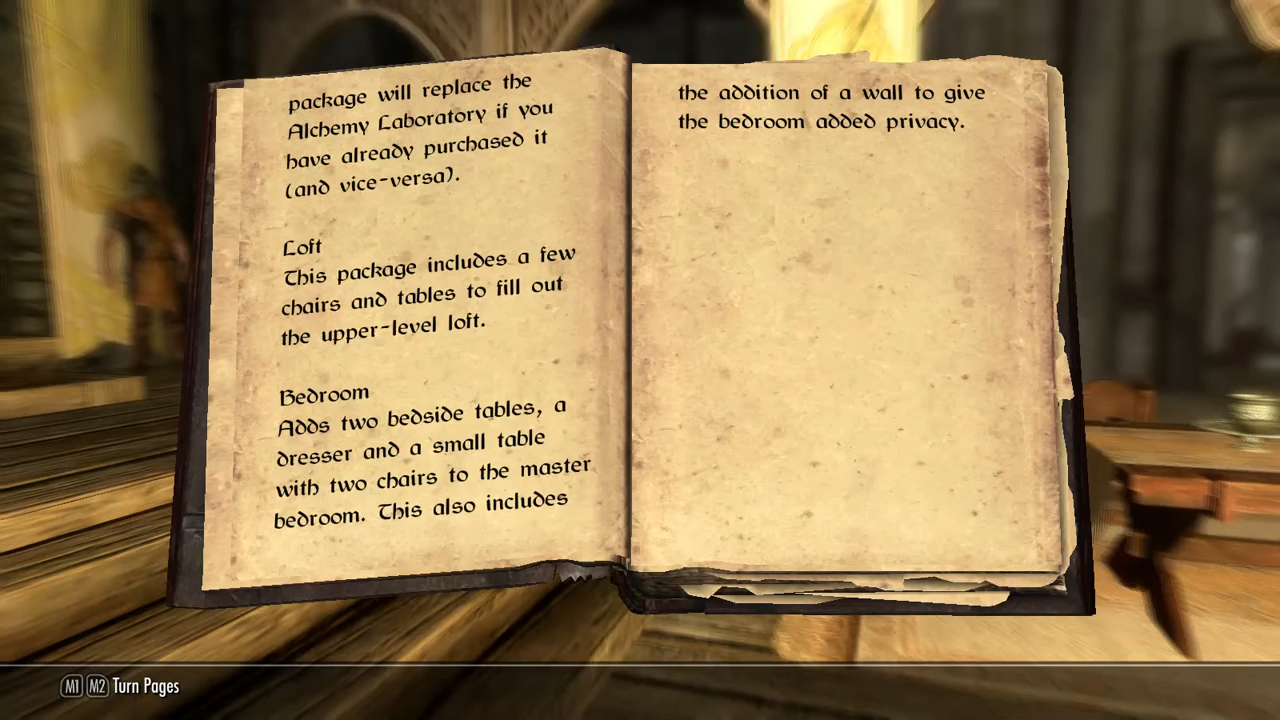 package will replace the
Alchemy Laboratory if you
have already purchased it
(and vice-versa).
Loft
This package includes a few
chairs and tables to fill out
the upper-level loft.
Bedroom
Adds two bedside tables, a
dresser and a small table
with two chairs to the master
bedroom. This also includes
the addition of a wall to give
the bedroom added privacy.
M1 M2 Turn Pages